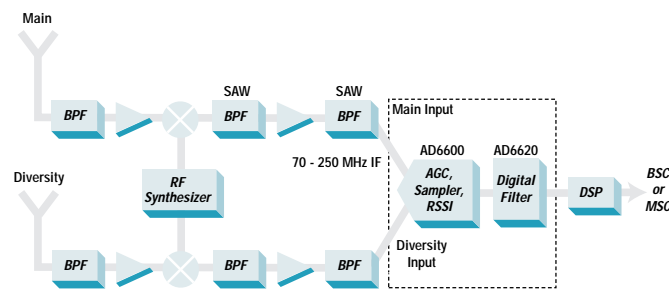 Main
SAW
SAW
BPF
BPF
BPF
Main Input
70 - 250 MHz IF
AD6600
AD6620
Diversity
RF
Synthesizer
AGC,
Sampler,
RSSI
Digital
Filter
DSP
BSC
or
MSC
Diversity
Input
BPF
BPF
BPF